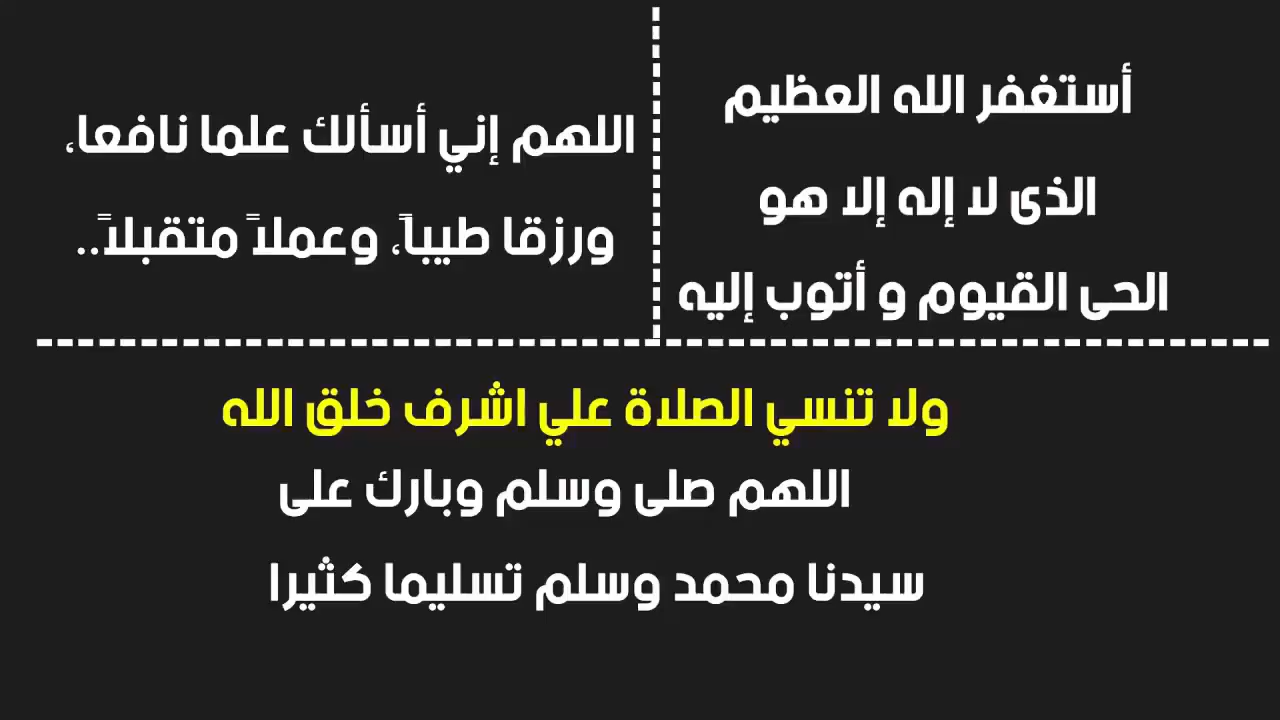 أستغفر الله العظيم
الذى لا إله إلا هو
الحى القيوم و أتوب إليه
اللهم إني أسألك علما نافعا،
ورزقا طيباً، وعملاً متقبلاً..
ولا تنسي الصلاة علي اشرف خلق الله
اللهم صلى وسلم وبارك على
سيدنا محمد وسلم تسليما كثيرا